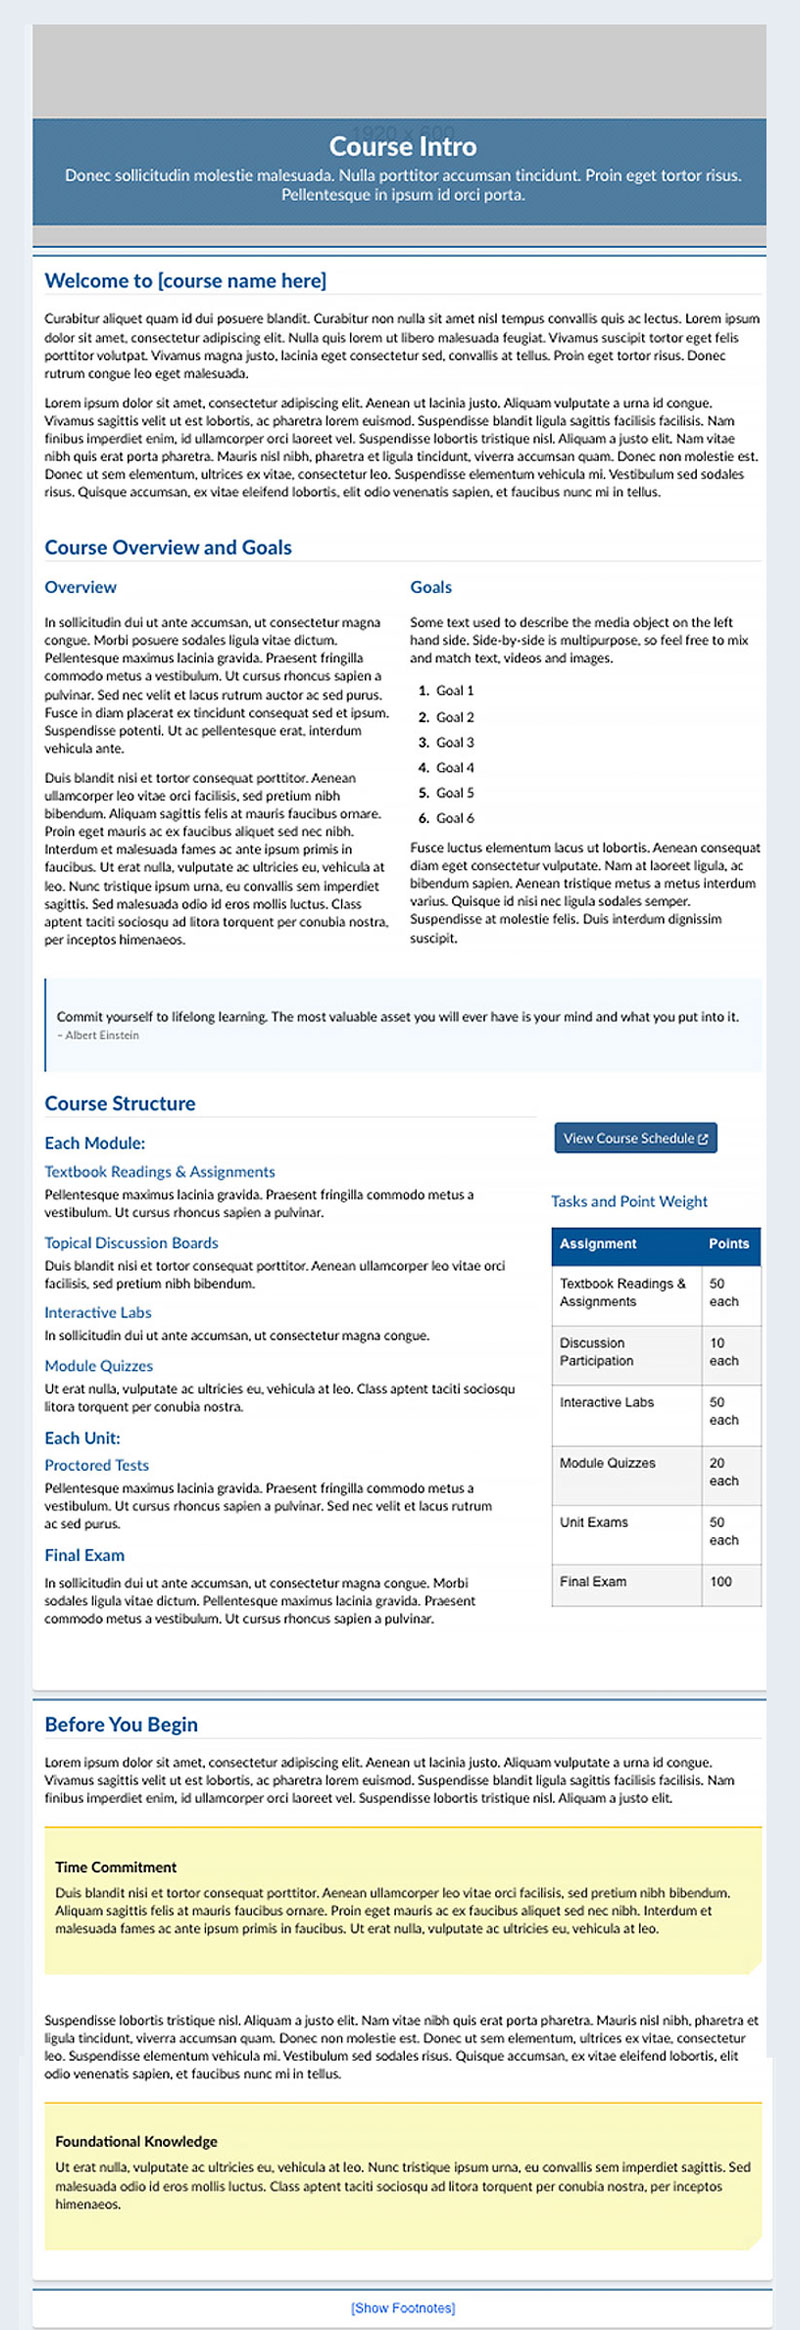 1920 x 600
Course Intro
Donec sollicitudin molestie malesuada. Nulla porttitor accumsan tincidunt. Proin eget tortor risus.
Pellentesque in ipsum id orci porta.
Welcome to [course name here]
Curabitur aliquet quam id dui posuere blandit. Curabitur non nulla sit amet nisl tempus convallis quis ac lectus. Lorem ipsum
dolor sit amet, consectetur adipiscing elit. Nulla quis lorem ut libero malesuada feugiat. Vivamus suscipit tortor eget felis
porttitor volutpat. Vivamus magna justo, lacinia eget consectetur sed, convallis at tellus. Proin eget tortor risus. Donec
rutrum congue leo eget malesuada.
Lorem ipsum dolor sit amet, consectetur adipiscing elit. Aenean ut lacinia justo. Aliquam vulputate a urna id congue.
Vivamus sagittis velit ut est lobortis, ac pharetra lorem euismod. Suspendisse blandit ligula sagittis facilisis facilisis. Nam
finibus imperdiet enim, id ullamcorper orci laoreet vel. Suspendisse lobortis tristique nisl. Aliquam a justo elit. Nam vitae
nibh quis erat porta pharetra. Mauris nisl nibh, pharetra et ligula tincidunt, viverra accumsan quam. Donec non molestie est.
Donec ut sem elementum, ultrices ex vitae, consectetur leo. Suspendisse elementum vehicula mi. Vestibulum sed sodales
risus. Quisque accumsan, ex vitae eleifend lobortis, elit odio venenatis sapien, et faucibus nunc mi in tellus.
Course Overview and Goals
Overview
In sollicitudin dui ut ante accumsan, ut consectetur magna
congue. Morbi posuere sodales ligula vitae dictum.
Pellentesque maximus lacinia gravida. Praesent fringilla
commodo metus a vestibulum. Ut cursus rhoncus sapien a
pulvinar. Sed nec velit et lacus rutrum auctor ac sed purus.
Fusce in diam placerat ex tincidunt consequat sed et ipsum.
Suspendisse potenti. Ut ac pellentesque erat, interdum
vehicula ante.
Duis blandit nisi et tortor consequat porttitor. Aenean
ullamcorper leo vitae orci facilisis, sed pretium nibh
bibendum. Aliquam sagittis felis at mauris faucibus ornare.
Proin eget mauris ac ex faucibus aliquet sed nec nibh.
Interdum et malesuada fames ac ante ipsum primis in
faucibus. Ut erat nulla, vulputate ac ultricies eu, vehicula at
leo. Nunc tristique ipsum urna, eu convallis sem imperdiet
sagittis. Sed malesuada odio id eros mollis luctus. Class
aptent taciti sociosqu ad litora torquent per conubia nostra,
per inceptos himenaeos.
Goals
Some text used to describe the media object on the left
hand side. Side-by-side is multipurpose, so feel free to mix
and match text, videos and images.
1. Goal 1
2. Goal 2
3. Goal 3
4. Goal 4
5. Goal 5
6. Goal 6
Fusce luctus elementum lacus ut lobortis. Aenean consequat
diam eget consectetur vulputate. Nam at laoreet ligula, ac
bibendum sapien. Aenean tristique metus a metus interdum
varius. Quisque id nisi nec ligula sodales semper.
Suspendisse at molestie felis. Duis interdum dignissim
suscipit.
Commit yourself to lifelong learning. The most valuable asset you will ever have is your mind and what you put into it.
– Albert Einstein
Course Structure
Each Module:
Textbook Readings & Assignments
Pellentesque maximus lacinia gravida. Praesent fringilla commodo metus a
vestibulum. Ut cursus rhoncus sapien a pulvinar.
Topical Discussion Boards
Duis blandit nisi et tortor consequat porttitor. Aenean ullamcorper leo vitae orci
facilisis, sed pretium nibh bibendum.
Interactive Labs
In sollicitudin dui ut ante accumsan, ut consectetur magna congue.
Module Quizzes
Ut erat nulla, vulputate ac ultricies eu, vehicula at leo. Class aptent taciti sociosqu
litora torquent per conubia nostra.
Each Unit:
Proctored Tests
Pellentesque maximus lacinia gravida. Praesent fringilla commodo metus a
vestibulum. Ut cursus rhoncus sapien a pulvinar. Sed nec velit et lacus rutrum
ac sed purus.
Final Exam
In sollicitudin dui ut ante accumsan, ut consectetur magna congue. Morbi
sodales ligula vitae dictum. Pellentesque maximus lacinia gravida. Praesent
commodo metus a vestibulum. Ut cursus rhoncus sapien a pulvinar.
View Course Schedule
Tasks and Point Weight
Assignment Points
Textbook Readings & 50
Assignments each
Discussion 10
Participation each
Interactive Labs 50
each
Module Quizzes 20
each
Unit Exams 50
each
Final Exam 100
Before You Begin
Lorem ipsum dolor sit amet, consectetur adipiscing elit. Aenean ut lacinia justo. Aliquam vulputate a urna id congue.
Vivamus sagittis velit ut est lobortis, ac pharetra lorem euismod. Suspendisse blandit ligula sagittis facilisis facilisis. Nam
finibus imperdiet enim, id ullamcorper orci laoreet vel. Suspendisse lobortis tristique nisl. Aliquam a justo elit.
Time Commitment
Duis blandit nisi et tortor consequat porttitor. Aenean ullamcorper leo vitae orci facilisis, sed pretium nibh bibendum.
Aliquam sagittis felis at mauris faucibus ornare. Proin eget mauris ac ex faucibus aliquet sed nec nibh. Interdum et
malesuada fames ac ante ipsum primis in faucibus. Ut erat nulla, vulputate ac ultricies eu, vehicula at leo.
Suspendisse lobortis tristique nisl. Aliquam a justo elit. Nam vitae nibh quis erat porta pharetra. Mauris nisl nibh, pharetra et
ligula tincidunt, viverra accumsan quam. Donec non molestie est. Donec ut sem elementum, ultrices ex vitae, consectetur
leo. Suspendisse elementum vehicula mi. Vestibulum sed sodales risus. Quisque accumsan, ex vitae eleifend lobortis, elit
odio venenatis sapien, et faucibus nunc mi in tellus.
Foundational Knowledge
Ut erat nulla, vulputate ac ultricies eu, vehicula at leo. Nunc tristique ipsum urna, eu convallis sem imperdiet sagittis. Sed
malesuada odio id eros mollis luctus. Class aptent taciti sociosqu ad litora torquent per conubia nostra, per inceptos
himenaeos.
[Show Footnotes]